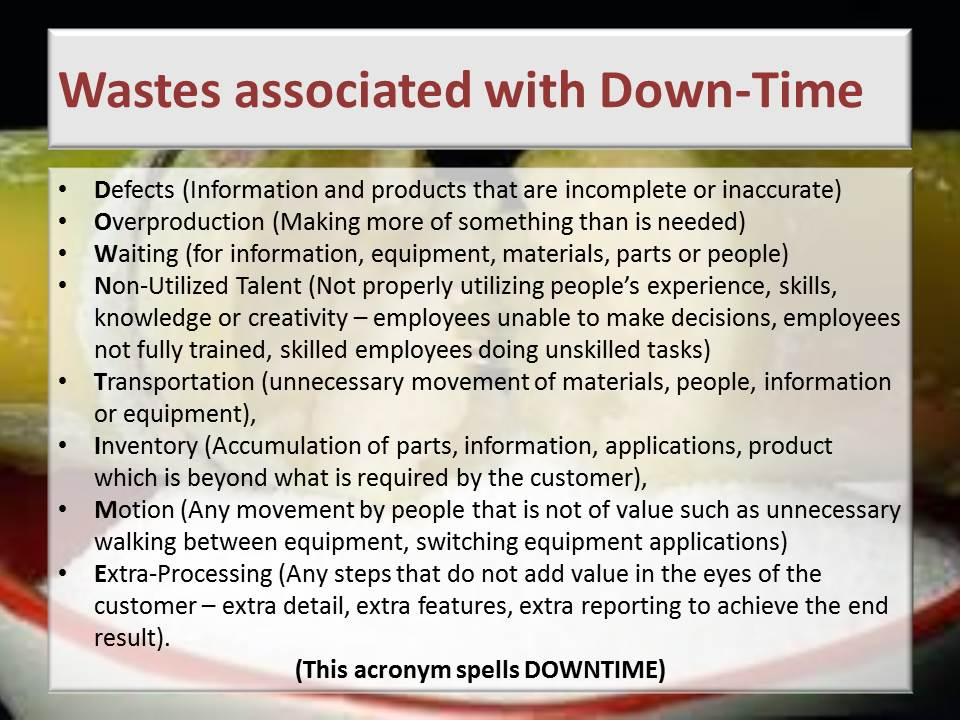 Wastes associated with Down-Time
• Defects (Information and products that are incomplete or inaccurate)
• Overproduction (Making more of something than is needed)
• Waiting (for information, equipment, materials, parts or people)
• Non-Utilized Talent (Not properly utilizing people’s experience, skills,
knowledge or creativity – employees unable to make decisions, employees
not fully trained, skilled employees doing unskilled tasks)
• Transportation (unnecessary movement of materials, people, information
or equipment),
• Inventory (Accumulation of parts, information, applications, product
which is beyond what is required by the customer),
• Motion (Any movement by people that is not of value such as unnecessary
walking between equipment, switching equipment applications)
• Extra-Processing (Any steps that do not add value in the eyes of the
customer – extra detail, extra features, extra reporting to achieve the end
result).
(This acronym spells DOWNTIME)